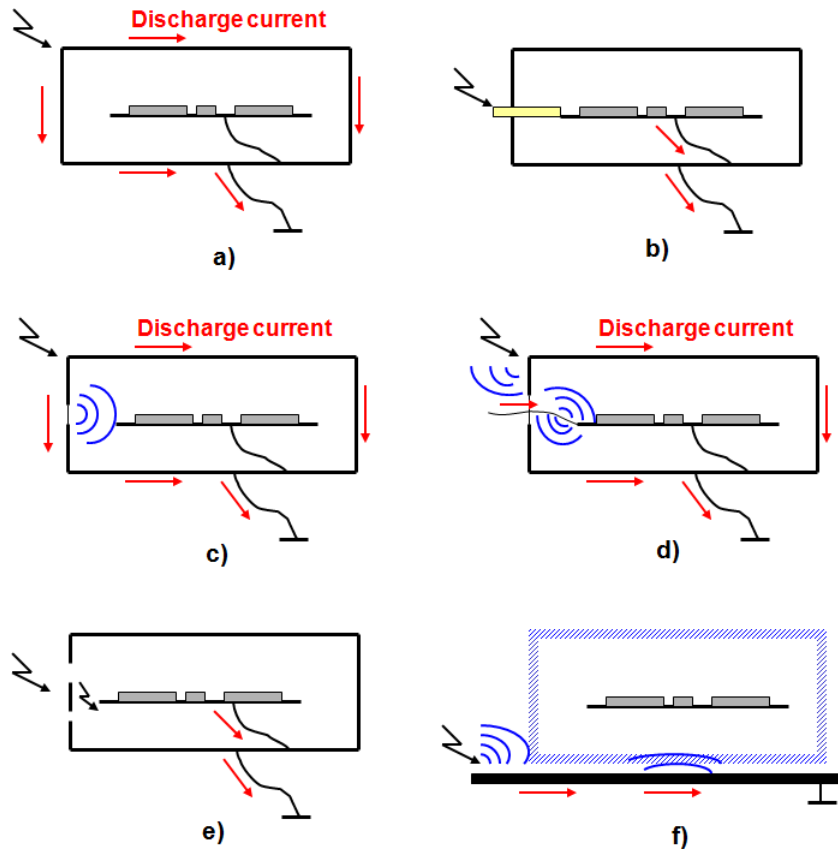 Discharge current
a)
b)
Discharge current
Discharge current
c)
d)
e)
f)